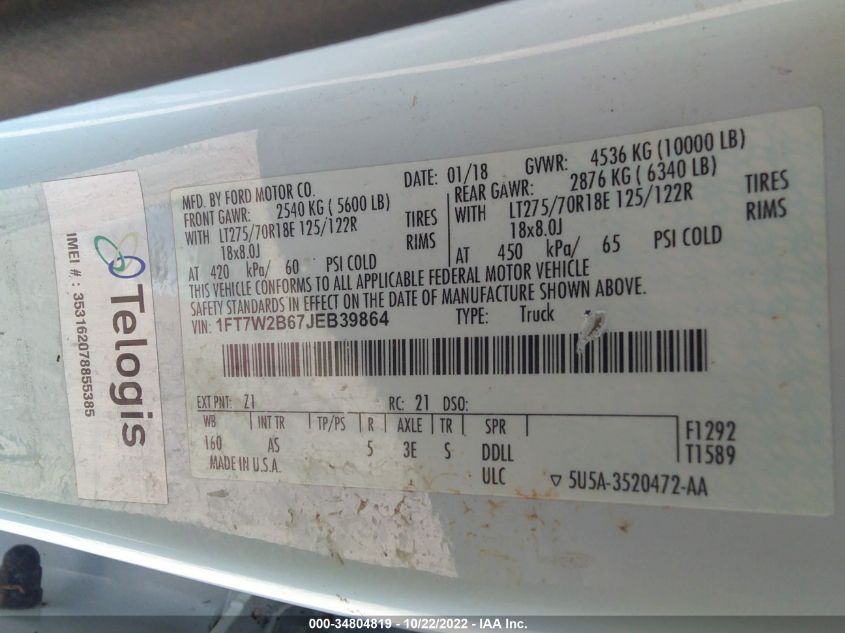 Telogis
IMEI # : 353162078855385
MFD. BY FORD MOTOR CO.
DATE: 01/18 GVWR: 4536 KG (10000 LB)
FRONT GAWR: 2540 KG ( 5600 LB)
REAR GAWR: 2876 KG ( 6340 LB)
WITH LT275/70R18E 125/122R TIRES
WITH LT275/70R18E 125/122R TIRES
18x8.0J RIMS
18x8.0J RIMS
AT 420 kPa/ 60 PSI COLD
AT 450 kPa/ 65 PSI COLD
THIS VEHICLE CONFORMS TO ALL APPLICABLE FEDERAL MOTOR VEHICLE
SAFETY STANDARDS IN EFFECT ON THE DATE OF MANUFACTURE SHOWN ABOVE.
VIN: 1FT7W2B67JEB39864 TYPE: Truck
EXT PNT: Z1 RC: 21 DSO:
WB INT TR TP/PS R AXLE TR SPR
160 AS 5 3E S DDLL
ULC
F1292
T1589
MADE IN U.S.A.
▽ 5U5A-3520472-AA
000-34804819 - 10/22/2022 - IAA Inc.